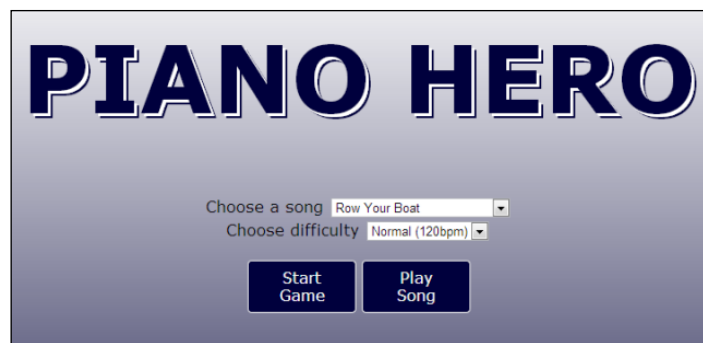 PIANO HERO
Choose a song Row Your Boat
Choose difficulty Normal (120bpm)
Start Play
Game Song